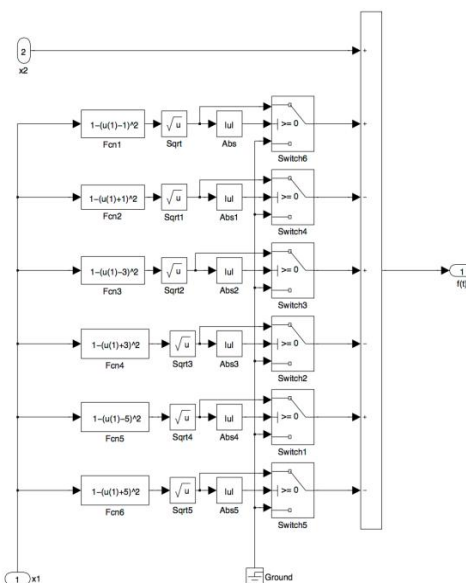 2
x2
+
1-(u(1)-1)^2
√u
|u|
>= 0
+
Fcn1
Sqrt
Abs
Switch6
1-(u(1)+1)^2
√u
|u|
>= 0
-
Fcn2
Sqrt1
Abs1
Switch4
1-(u(1)-3)^2
√u
|u|
>= 0
+
1
f(t)
Fcn3
Sqrt2
Abs2
Switch3
1-(u(1)+3)^2
√u
|u|
>= 0
-
Fcn4
Sqrt3
Abs3
Switch2
1-(u(1)-5)^2
√u
|u|
>= 0
+
Fcn5
Sqrt4
Abs4
Switch1
1-(u(1)+5)^2
√u
|u|
>= 0
-
Fcn6
Sqrt5
Abs5
Switch5
1
x1
Ground